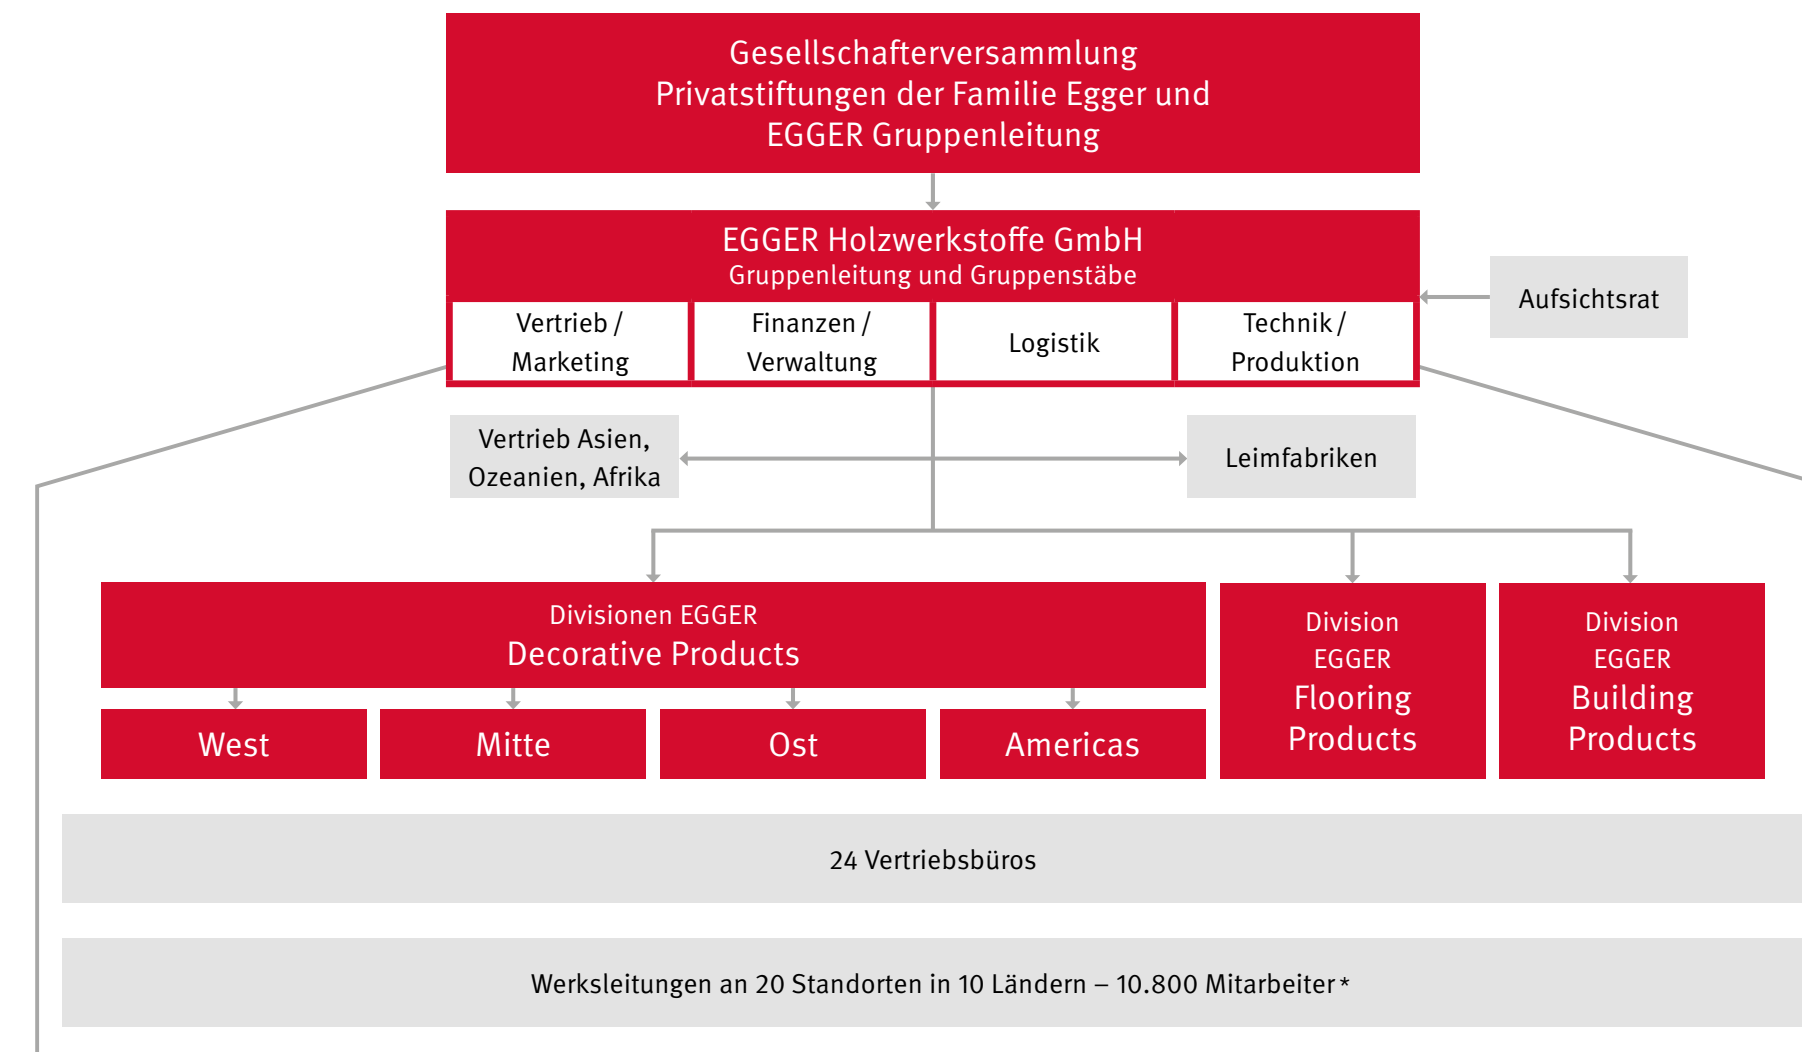 Gesellschafterversammlung
Privatstiftungen der Familie Egger und
EGGER Gruppenleitung
EGGER Holzwerkstoffe GmbH
Gruppenleitung und Gruppenstäbe
Vertrieb /
Marketing
Finanzen /
Verwaltung
Logistik
Technik /
Produktion
Aufsichtsrat
Vertrieb Asien,
Ozeanien, Afrika
Leimfabriken
Divisionen EGGER
Decorative Products
West
Mitte
Ost
Americas
Division
EGGER
Flooring
Products
Division
EGGER
Building
Products
24 Vertriebsbüros
Werksleitungen an 20 Standorten in 10 Ländern – 10.800 Mitarbeiter *